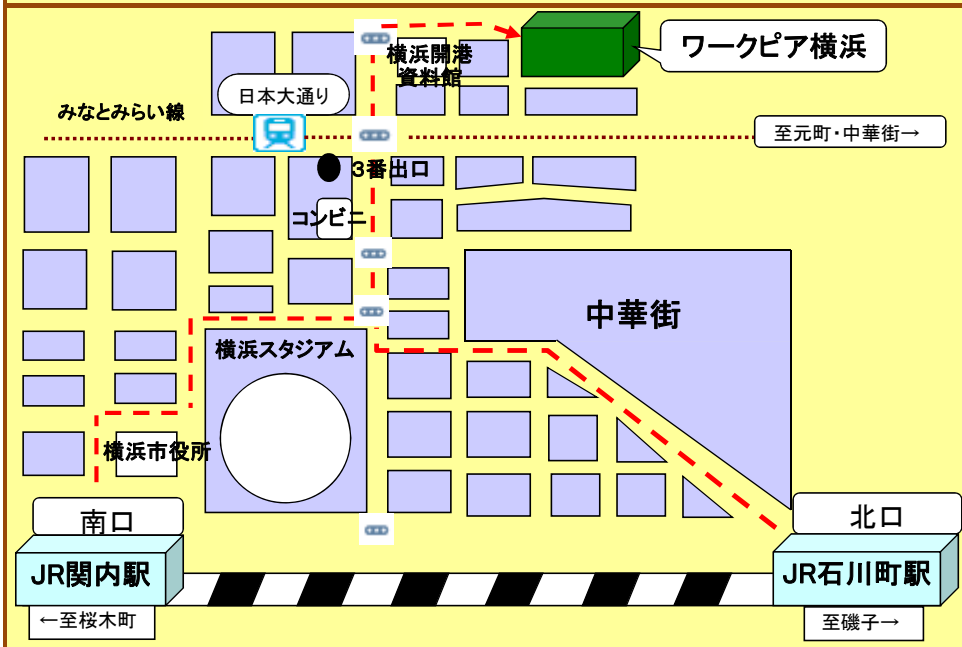 ワークピア横浜
横浜開港
資料館
日本大通り
みなとみらい線
至元町・中華街→
3番出口
コンビニ
中華街
横浜スタジアム
横浜市役所
南口
北口
JR関内駅
JR石川町駅
←至桜木町
至磯子→